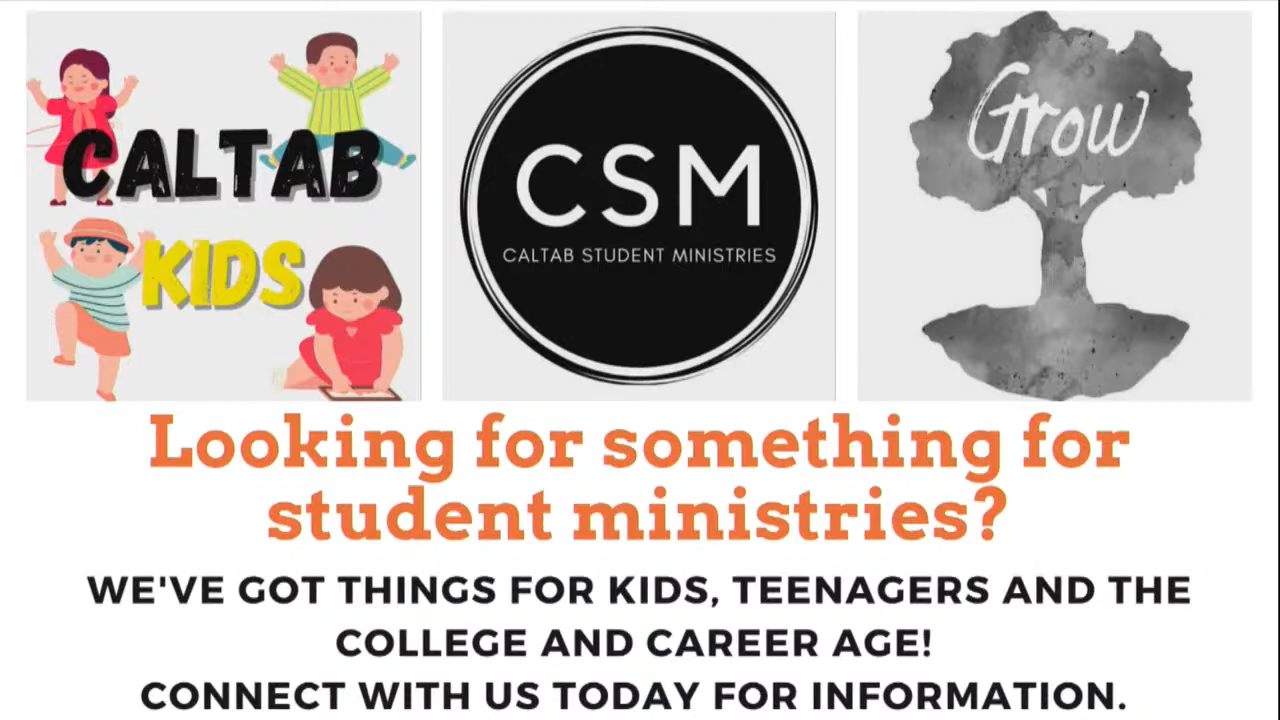 CALTAB
KIDS
CSM
CALTAB STUDENT MINISTRIES
Grow
Looking for something for
student ministries?
WE'VE GOT THINGS FOR KIDS, TEENAGERS AND THE
COLLEGE AND CAREER AGE!
CONNECT WITH US TODAY FOR INFORMATION.